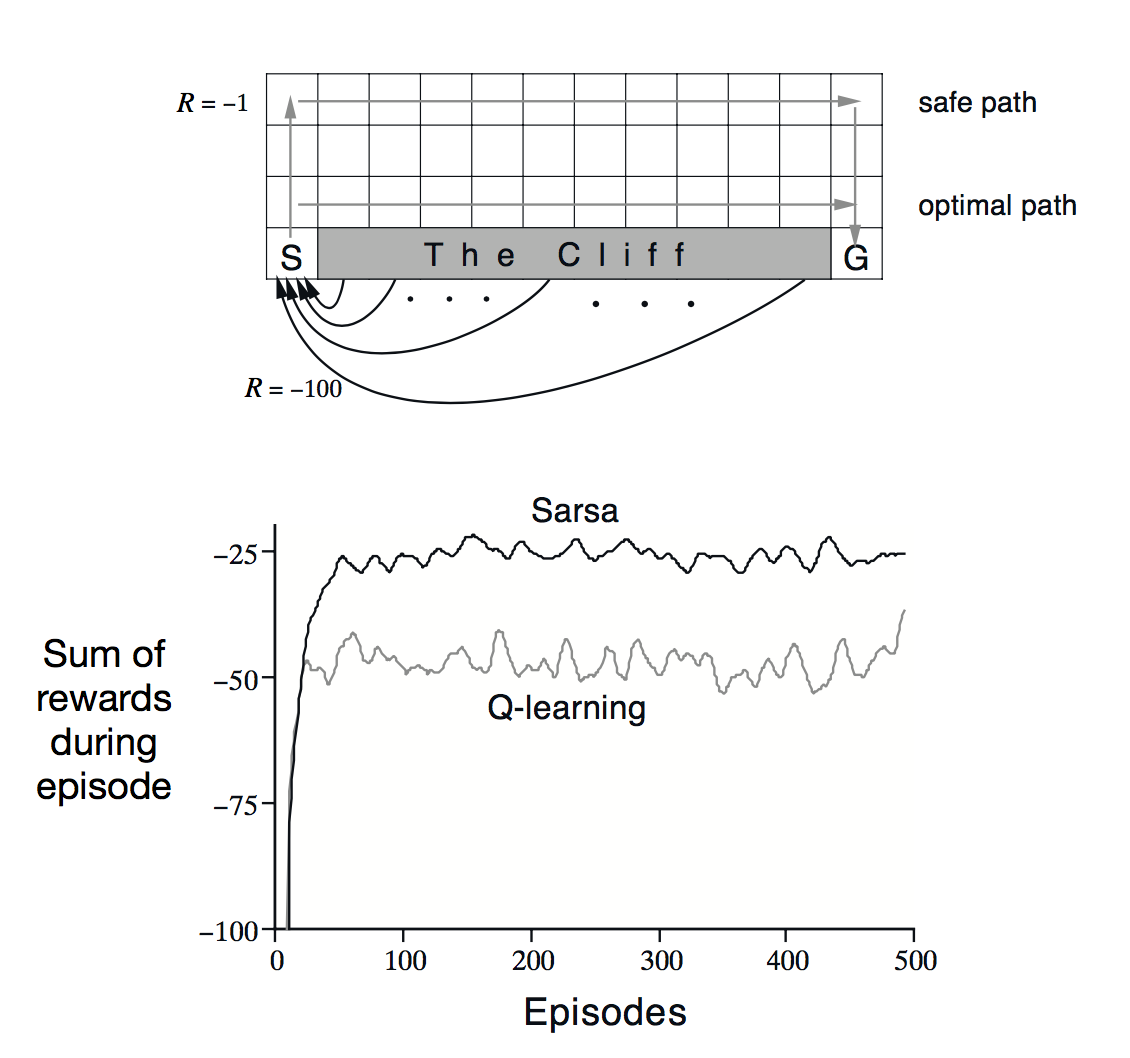 R = −1
safe path
optimal path
S
The Cliff
G
. . .
. . .
R = −100
Sarsa
−25
−50
−75
−100
Q-learning
Sum of
rewards
during
episode
0 100 200 300 400 500
Episodes